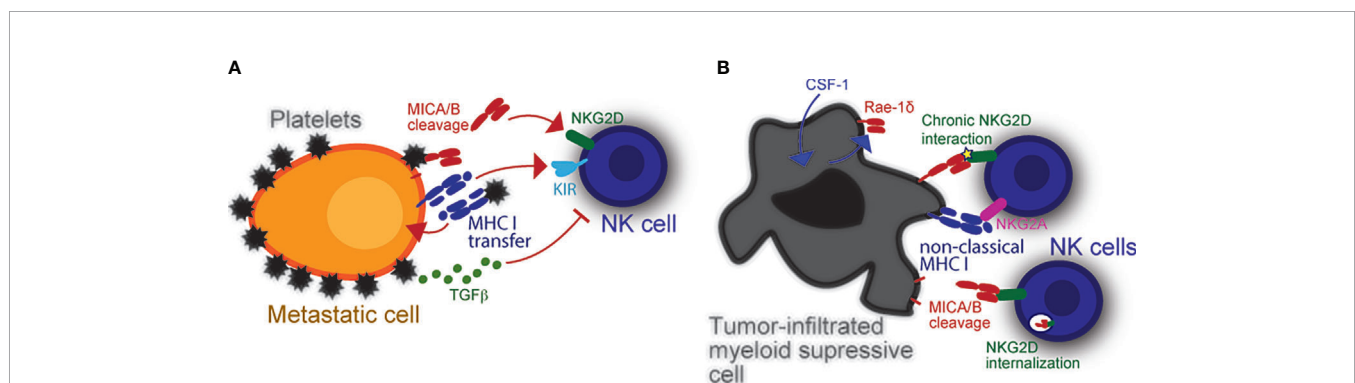 A
Platelets
MICA/B
cleavage
NKG2D
KIR
MHC I
transfer
NK cell
TGFβ
Metastatic cell
B
CSF-1
Rae-1δ
Chronic NKG2D
interaction
NKG2A
non-classical
MHC I
NK cells
MICA/B
cleavage
NKG2D
internalization
Tumor-infiltrated
myeloid supressive
cell